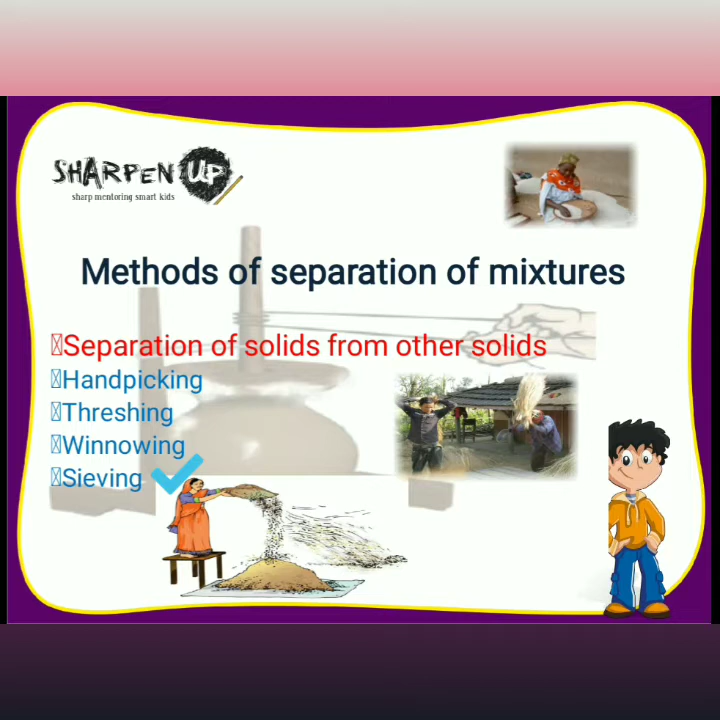 SHARPEN UP
sharp mentoring smart kids
Methods of separation of mixtures
Separation of solids from other solids
Handpicking
Threshing
Winnowing
Sieving